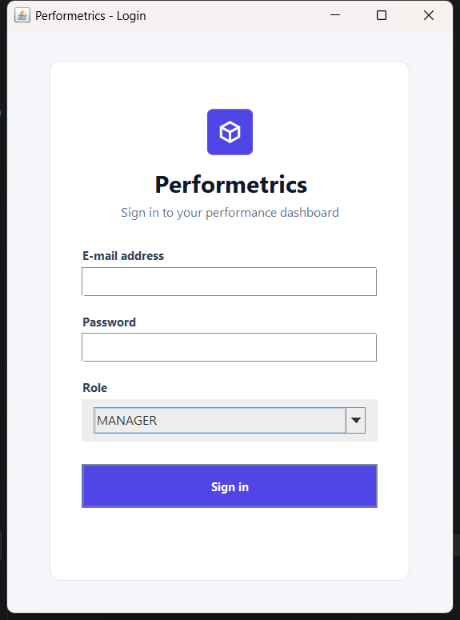 Performetrics - Login
Performetrics
Sign in to your performance dashboard
E-mail address
Password
Role
MANAGER
Sign in